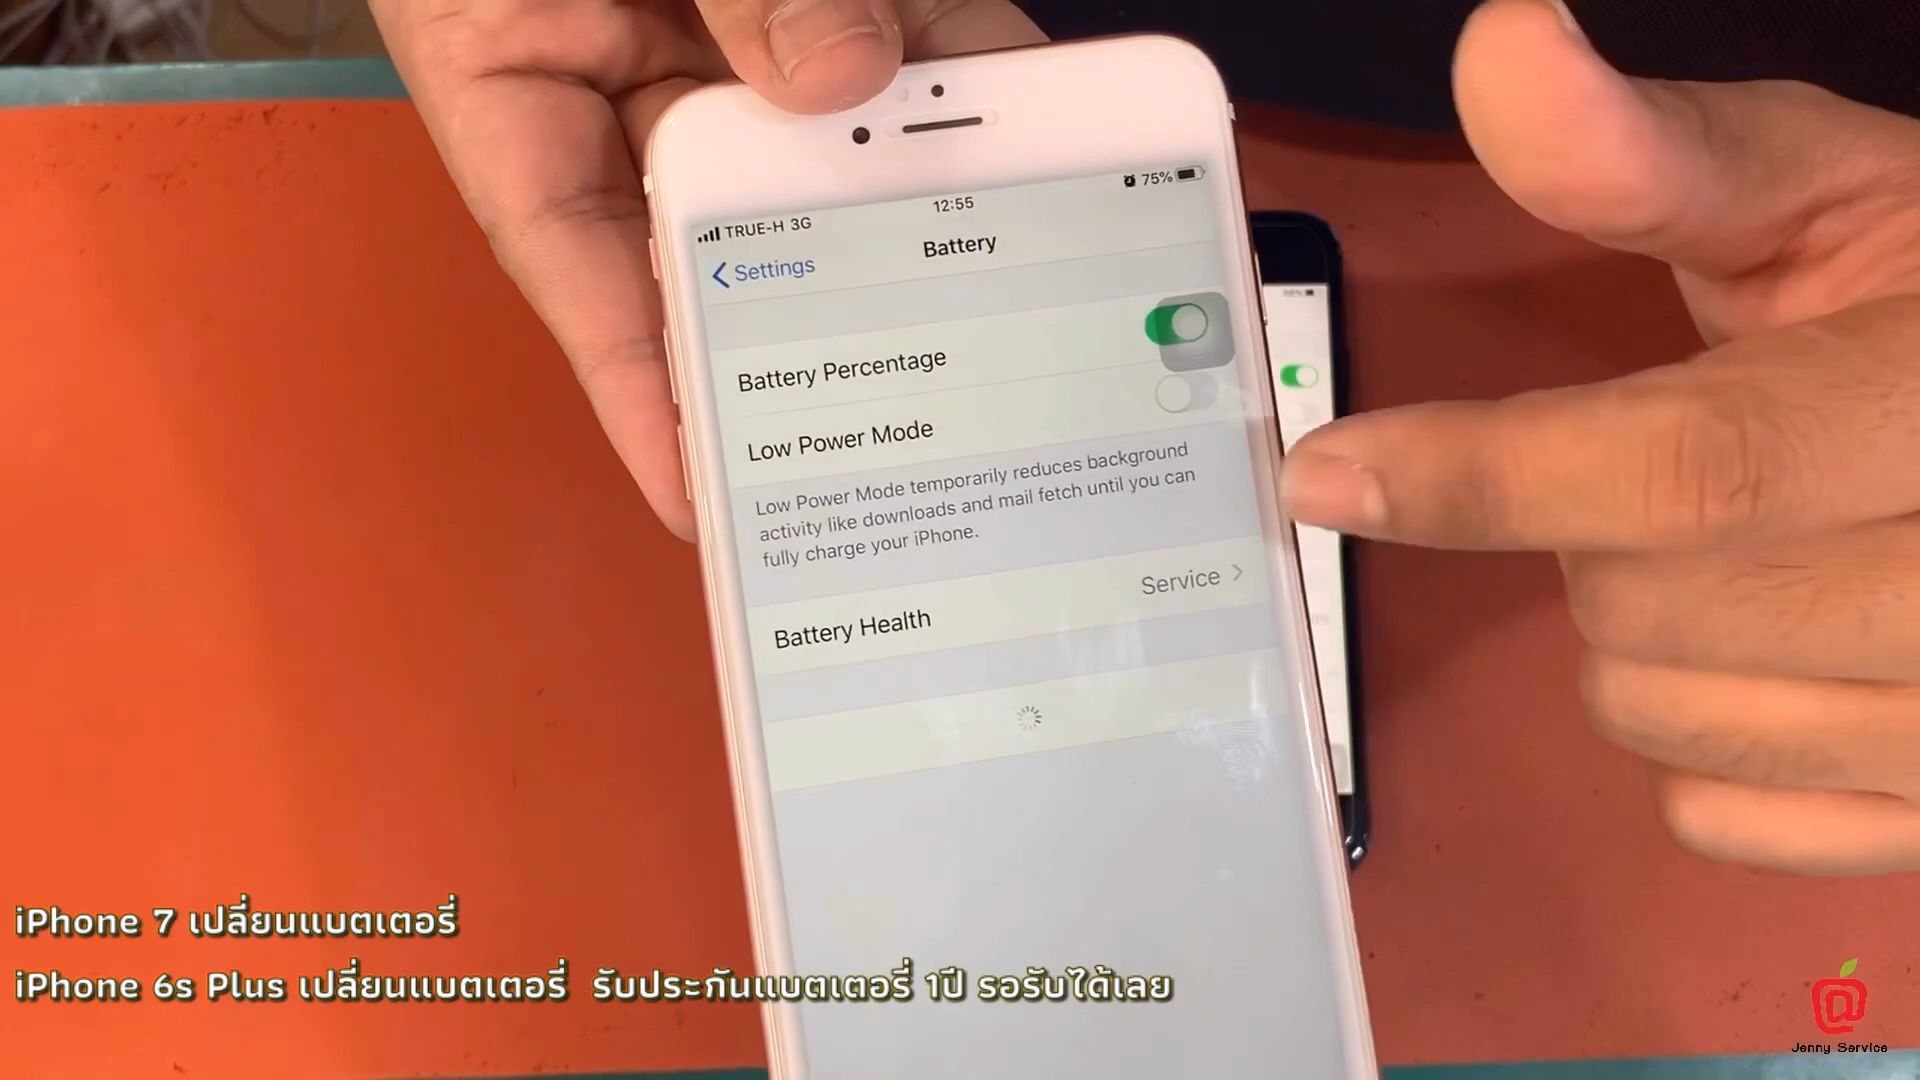 TRUE-H 3G
12:55
75%
Settings
Battery
Battery Percentage
Low Power Mode
Low Power Mode temporarily reduces background
activity like downloads and mail fetch until you can
fully charge your iPhone.
Battery Health
Service
iPhone 7 เปลี่ยนแบตเตอรี่
iPhone 6s Plus เปลี่ยนแบตเตอรี่ รับประกันแบตเตอรี่ 1ปี รอรับได้เลย
Jenny Service